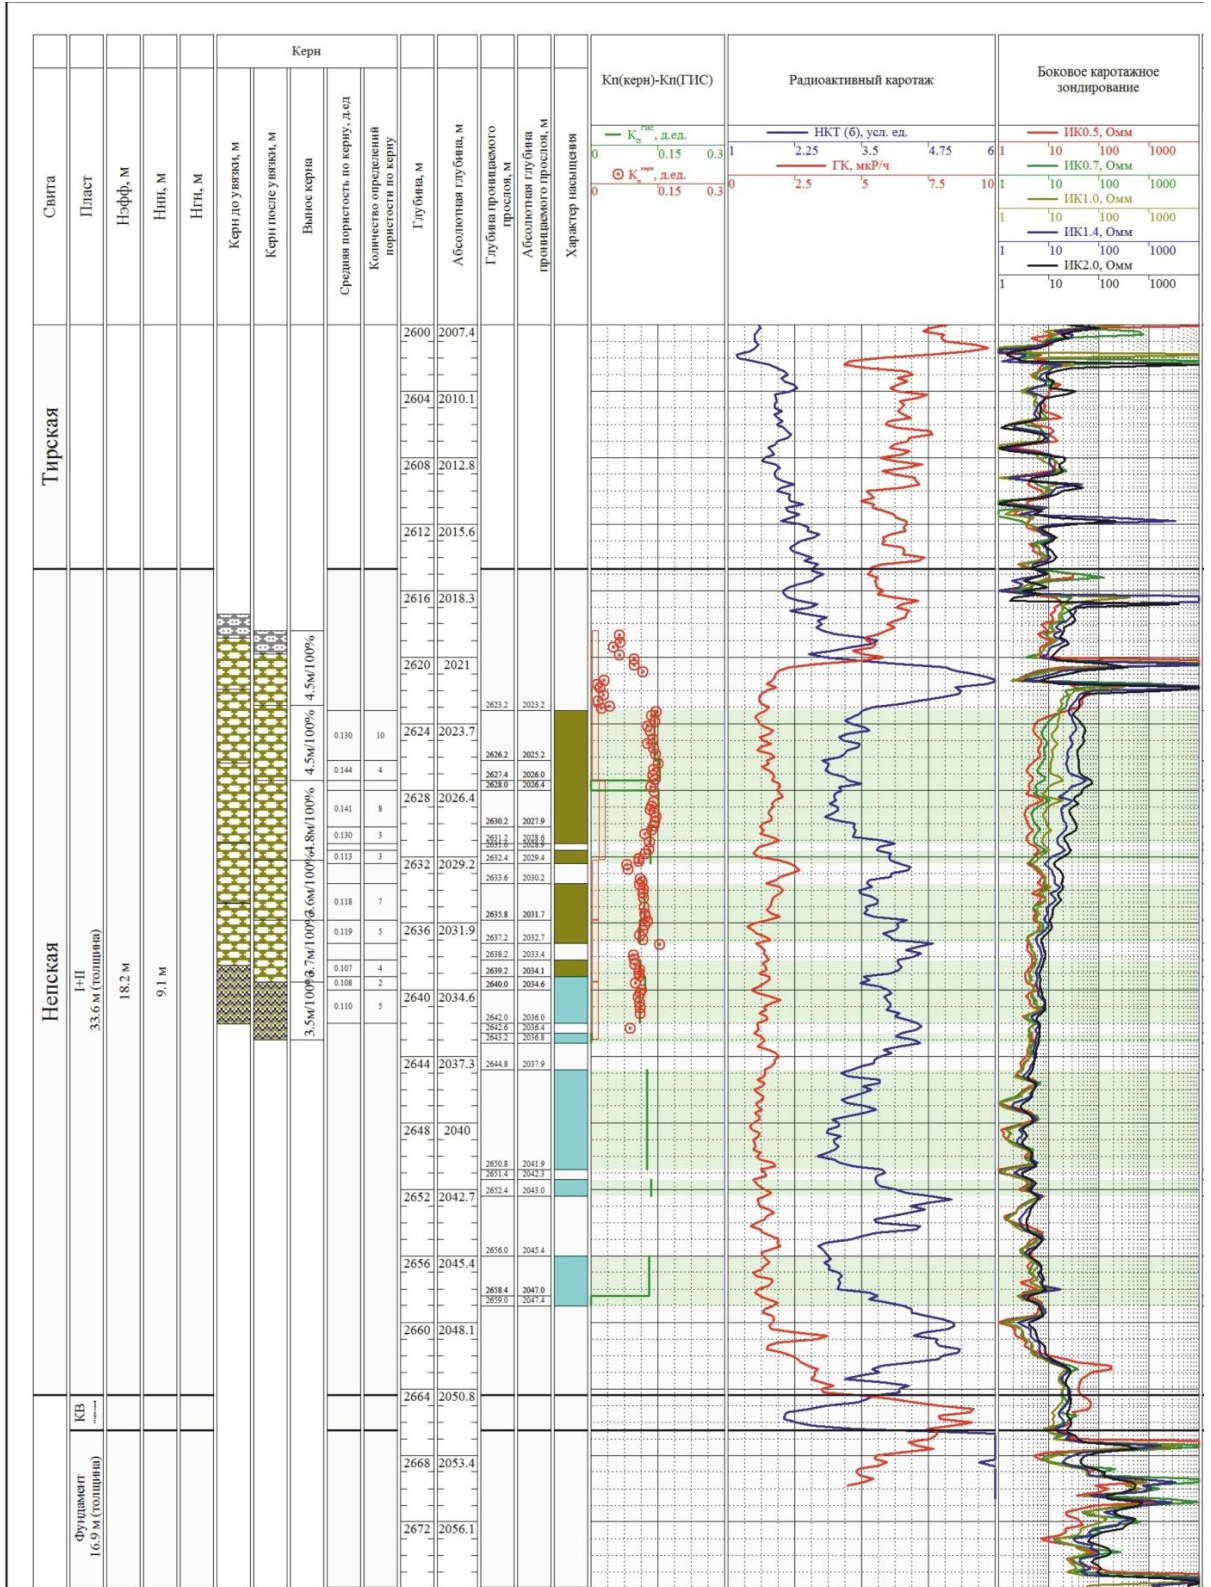 Керн
Свита
Пласт
Нэфф, м
Ннн, м
Нгн, м
Керн до увязки, м
Керн после увязки, м
Вынос керна
Средняя пористость по керну, д.ед
Количество определений
пористости по керну
Глубина, м
Абсолютная глубина, м
Глубина проницаемого
прослоя, м
Абсолютная глубина
проницаемого прослоя, м
Характер насыщения
Кп(керн)-Кп(ГИС)
Кп гис, д.ед.
0 0.15 0.3
Кп керн, д.ед.
0 0.15 0.3
Радиоактивный каротаж
НКТ (б), усл. ед.
1 2.25 3.5 4.75 6
ГК, мкР/ч
0 2.5 5 7.5 10
Боковое каротажное
зондирование
ИК0.5, Омм
1 10 100 1000
ИК0.7, Омм
1 10 100 1000
ИК1.0, Омм
1 10 100 1000
ИК1.4, Омм
1 10 100 1000
ИК2.0, Омм
1 10 100 1000
Тирская
Непская
I+II
33.6 м (толщина)
18.2 м
9.1 м
КВ
Фундамент
16.9 м (толщина)
4.5м/100%
4.5м/100%
4.8м/100%
3.6м/100%
3.7м/100%
3.5м/100%
0.130 10
0.144 4
0.141 8
0.130 3
0.113 3
0.118 7
0.119 5
0.107 4
0.108 2
0.110 5
2600 2007.4
2604 2010.1
2608 2012.8
2612 2015.6
2616 2018.3
2620 2021
2624 2023.7
2628 2026.4
2632 2029.2
2636 2031.9
2640 2034.6
2644 2037.3
2648 2040
2652 2042.7
2656 2045.4
2660 2048.1
2664 2050.8
2668 2053.4
2672 2056.1
2623.2 2023.2
2626.2 2025.2
2627.4 2026.0
2628.0 2026.4
2630.2 2027.9
2631.2 2028.6
2631.6 2028.9
2632.4 2029.4
2633.6 2030.2
2635.8 2031.7
2637.2 2032.7
2638.2 2033.4
2639.2 2034.1
2640.0 2034.6
2642.0 2036.0
2642.6 2036.4
2643.2 2036.8
2644.8 2037.9
2650.8 2041.9
2651.4 2042.3
2652.4 2043.0
2656.0 2045.4
2658.4 2047.0
2659.0 2047.4